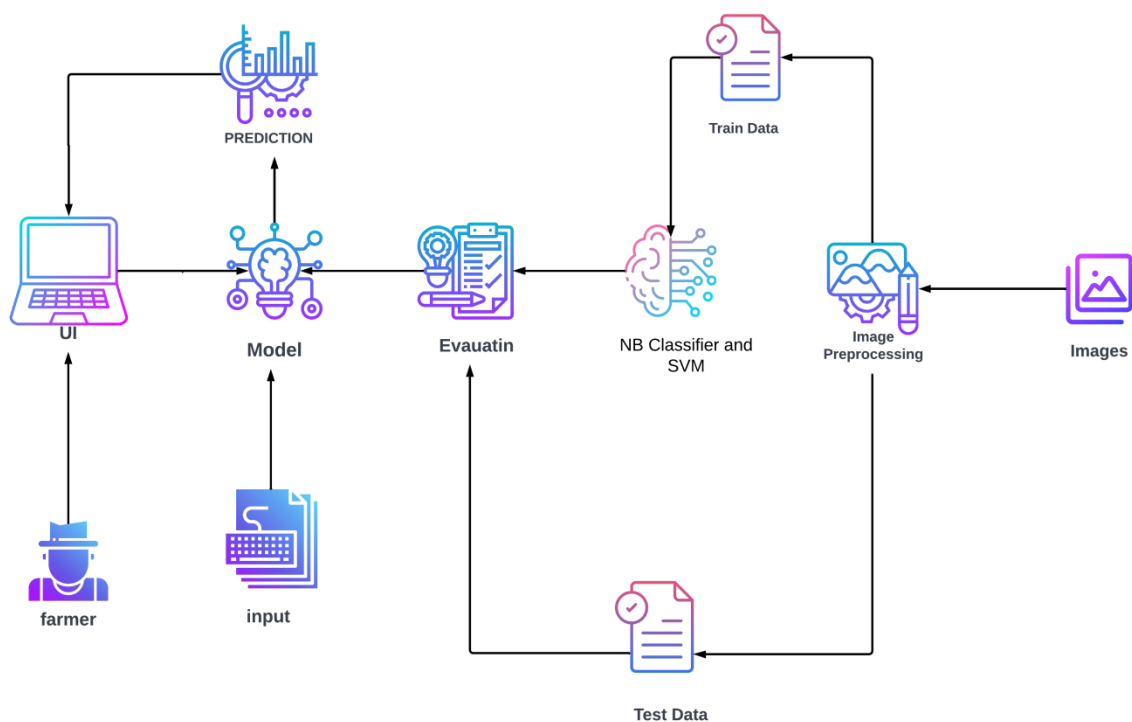 PREDICTION
Train Data
UI
Model
Evauatin
NB Classifier and
SVM
Image
Preprocessing
Images
farmer
input
Test Data